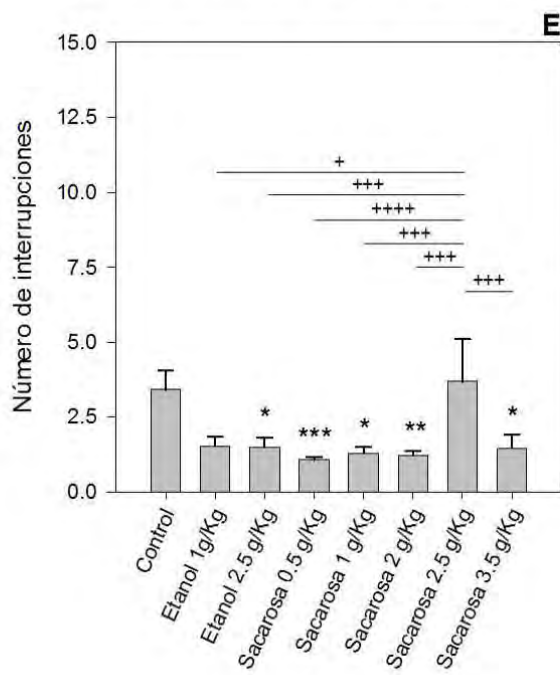 E
15.0
12.5
10.0
7.5
5.0
2.5
0.0
Número de interrupciones
+
+++
++++
+++
+++
+++
*
***
*
**
*
Control
Etanol 1g/Kg
Etanol 2.5 g/Kg
Sacarosa 0.5 g/Kg
Sacarosa 1 g/Kg
Sacarosa 2 g/Kg
Sacarosa 2.5 g/Kg
Sacarosa 3.5 g/Kg